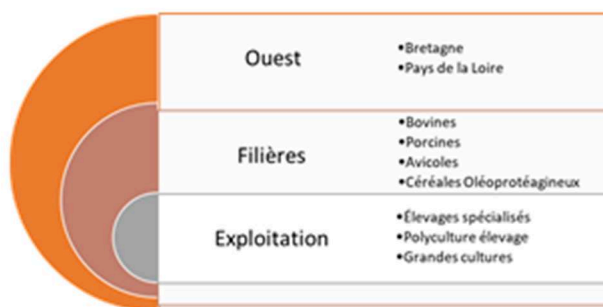 Ouest
•Bretagne
•Pays de la Loire
Filières
•Bovines
•Porcines
•Avicoles
•Céréales Oléoprotéagineux
Exploitation
•Élevages spécialisés
•Polyculture élevage
•Grandes cultures